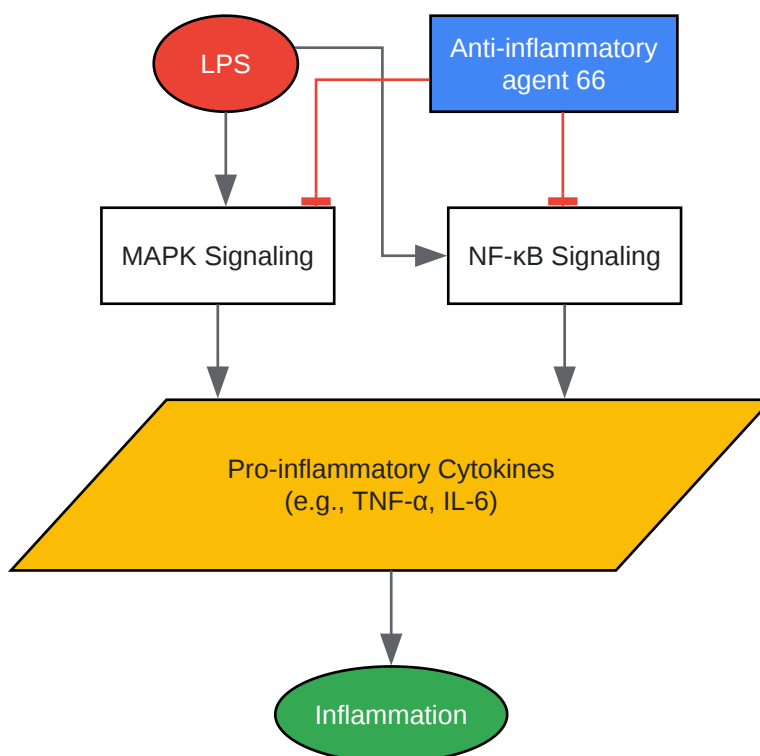 LPS
Anti-inflammatory
agent 66
MAPK Signaling
NF-κB Signaling
Pro-inflammatory Cytokines
(e.g., TNF-α, IL-6)
Inflammation